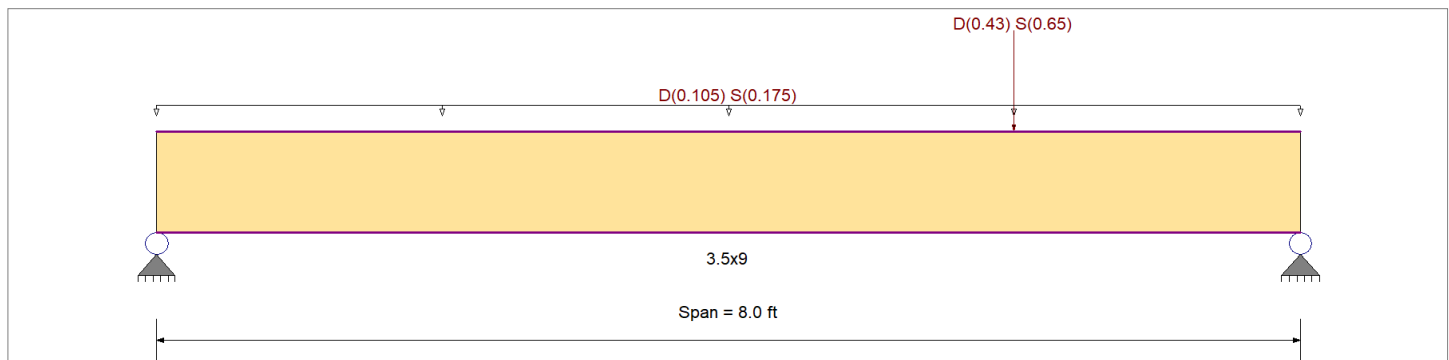 D(0.43) S(0.65)
D(0.105) S(0.175)
3.5x9
Span = 8.0 ft